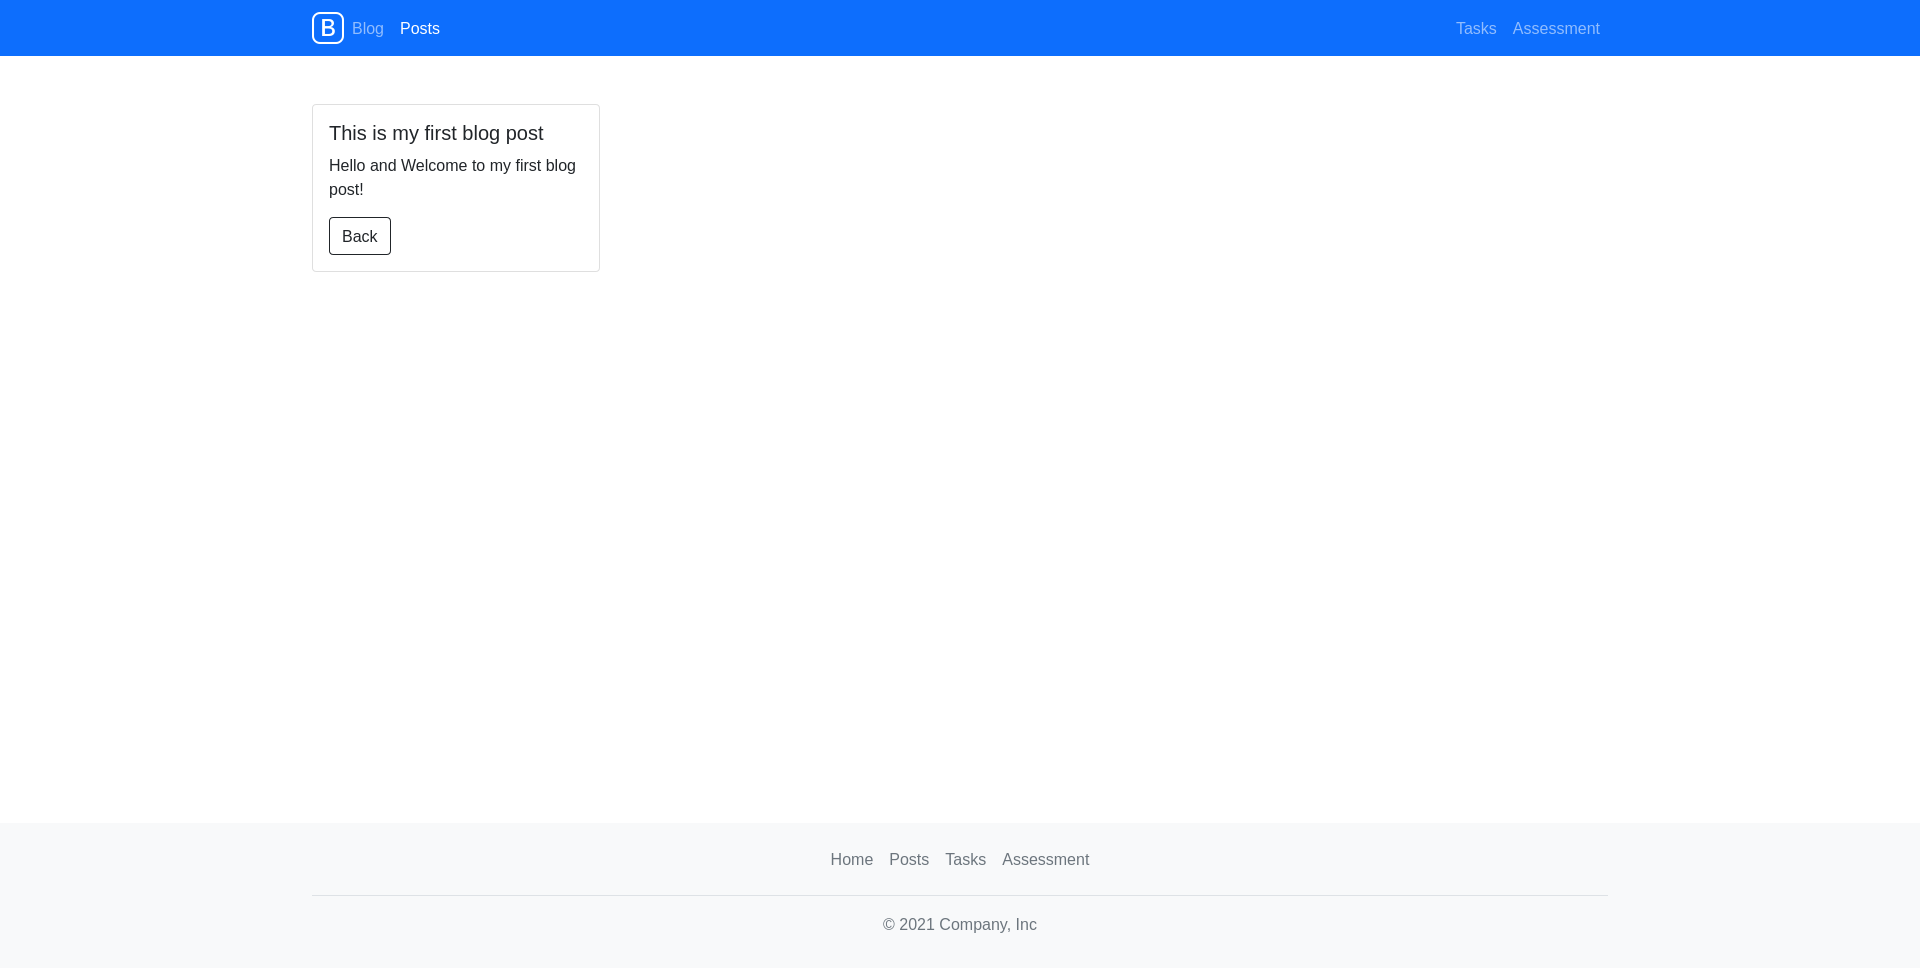 B Blog Posts Tasks Assessment
This is my first blog post
Hello and Welcome to my first blog
post!
Back
Home Posts Tasks Assessment
© 2021 Company, Inc